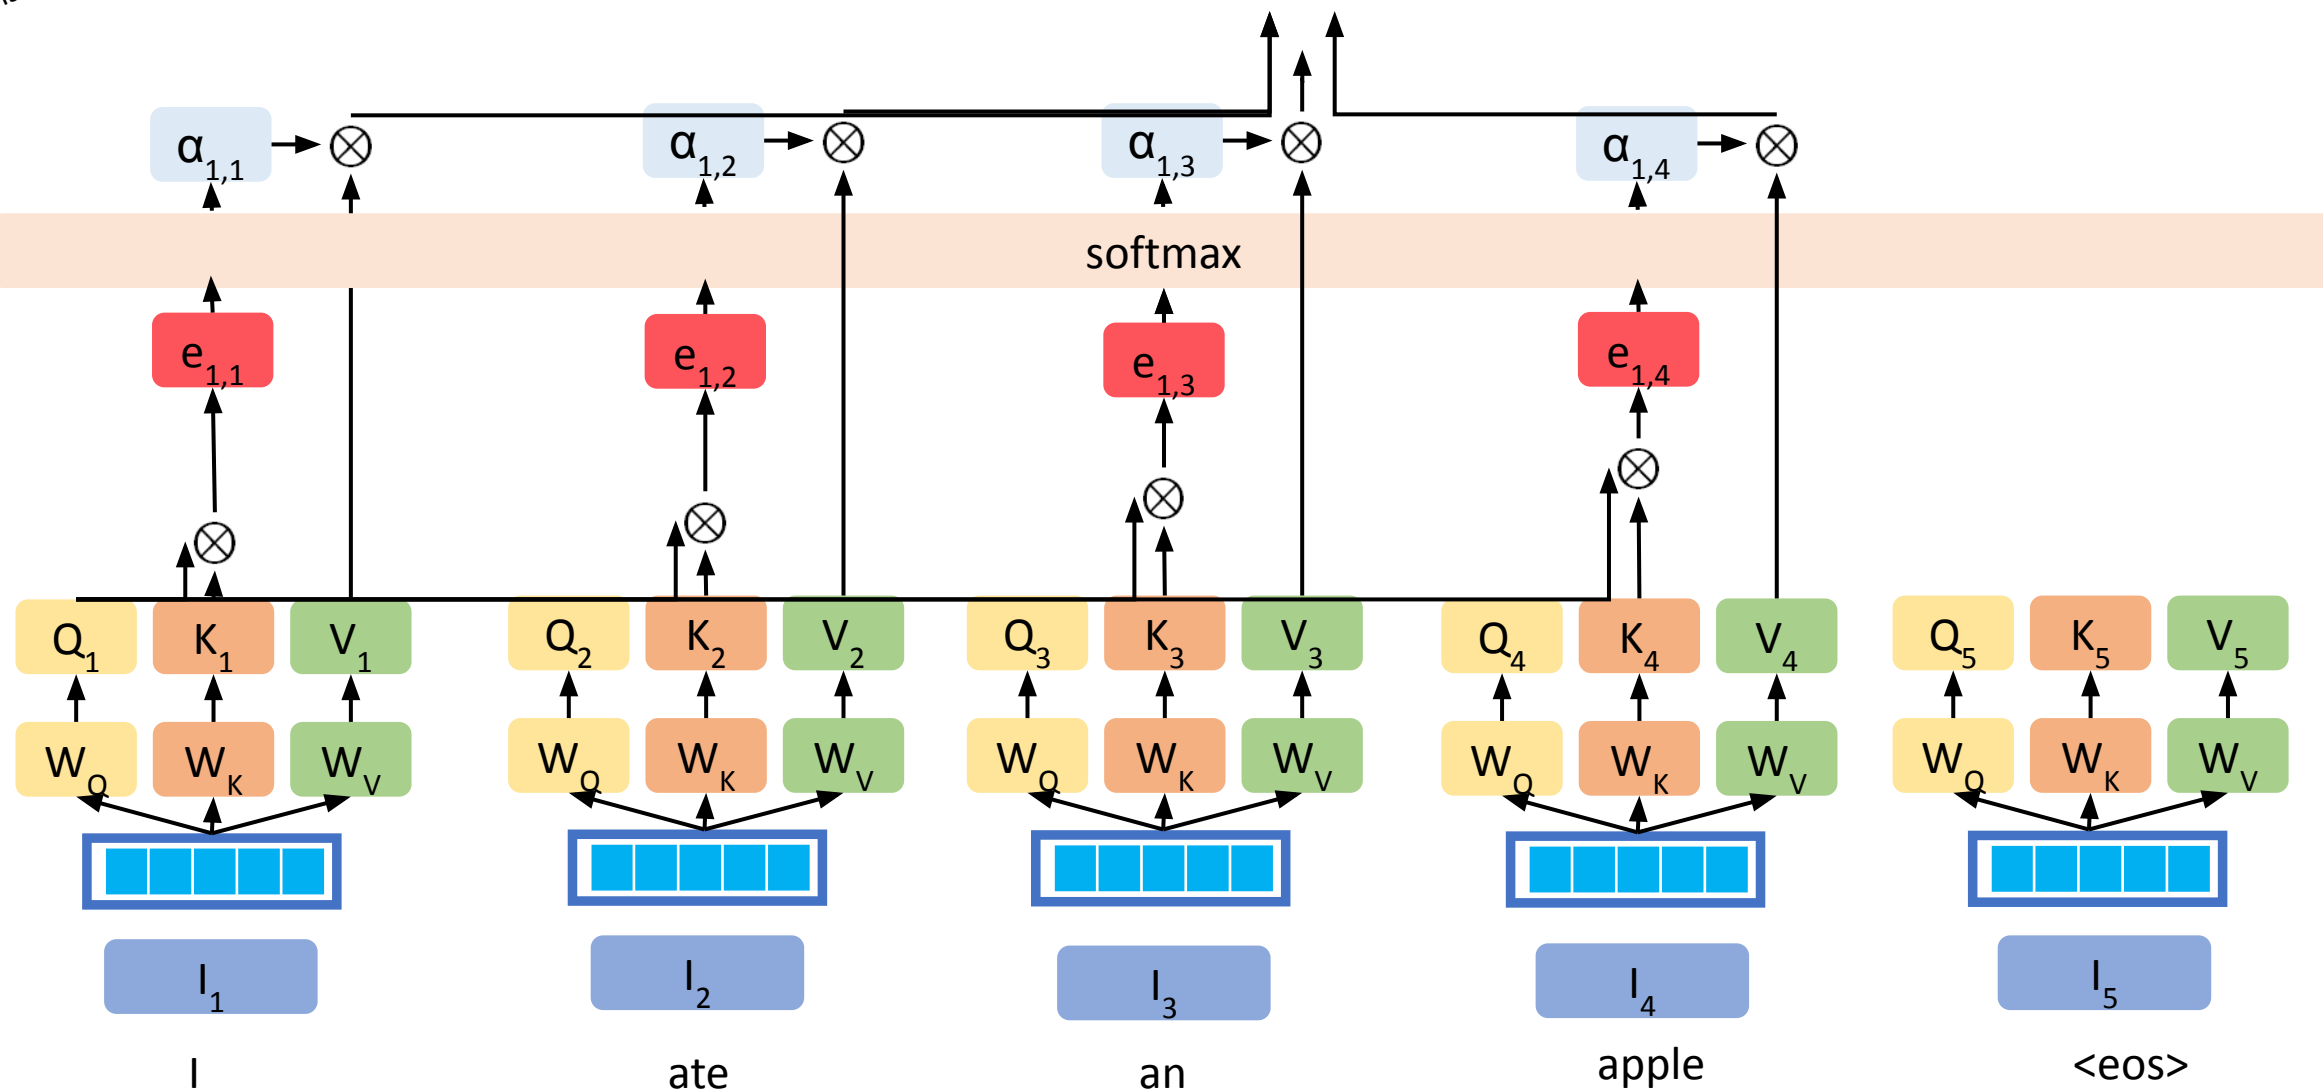 α1,1 α1,2 α1,3 α1,4
softmax
e1,1 e1,2 e1,3 e1,4
Q1 K1 V1 Q2 K2 V2 Q3 K3 V3 Q4 K4 V4 Q5 K5 V5
WQ WK WV WQ WK WV WQ WK WV WQ WK WV WQ WK WV
I1 I2 I3 I4 I5
I ate an apple <eos>